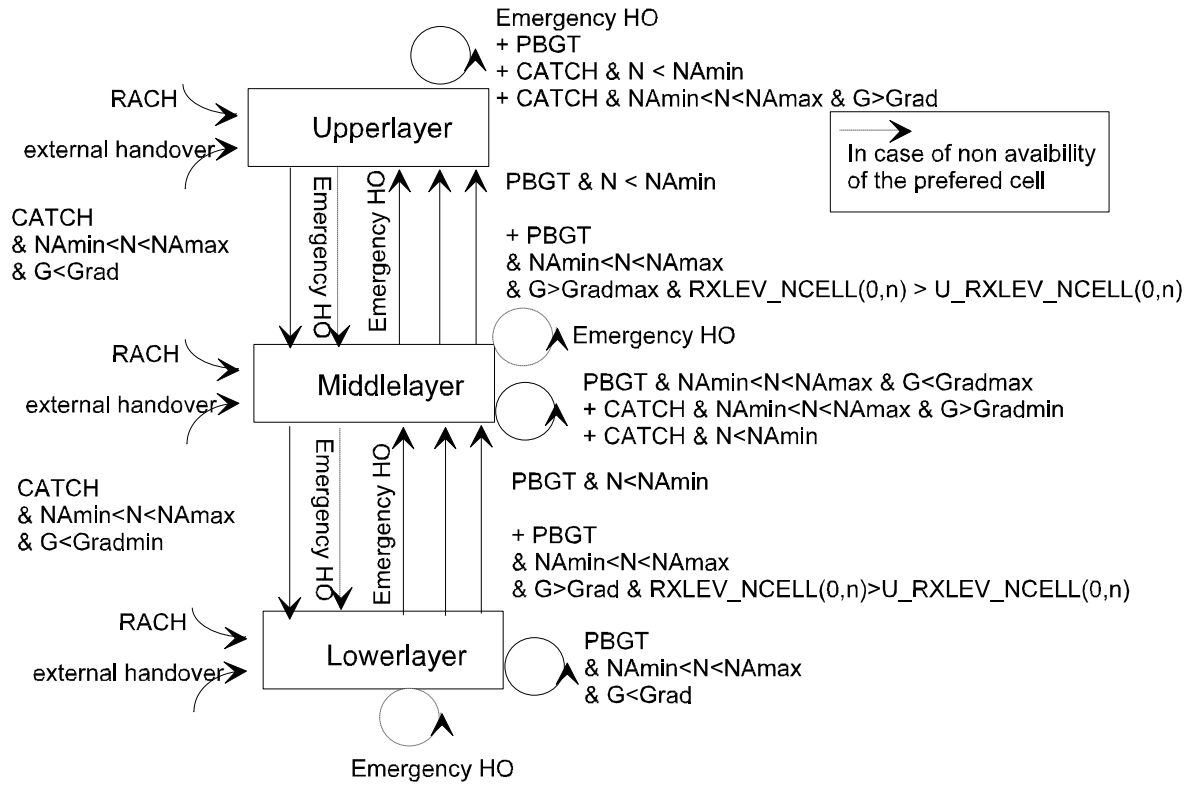 Emergency HO
+ PBGT
+ CATCH & N < NAmin
+ CATCH & NAmin<N<NAmax & G>Grad
RACH
external handover
Upperlayer
In case of non avaibility
of the prefered cell
CATCH
& NAmin<N<NAmax
& G<Grad
Emergency HO
Emergency HO
PBGT & N < NAmin
+ PBGT
& NAmin<N<NAmax
& G>Gradmax & RXLEV_NCELL(0,n) > U_RXLEV_NCELL(0,n)
Emergency HO
RACH
external handover
Middlelayer
PBGT & NAmin<N<NAmax & G<Gradmax
+ CATCH & NAmin<N<NAmax & G>Gradmin
+ CATCH & N<NAmin
CATCH
& NAmin<N<NAmax
& G<Gradmin
Emergency HO
Emergency HO
PBGT & N<NAmin
+ PBGT
& NAmin<N<NAmax
& G>Grad & RXLEV_NCELL(0,n)>U_RXLEV_NCELL(0,n)
RACH
external handover
Lowerlayer
PBGT
& NAmin<N<NAmax
& G<Grad
Emergency HO